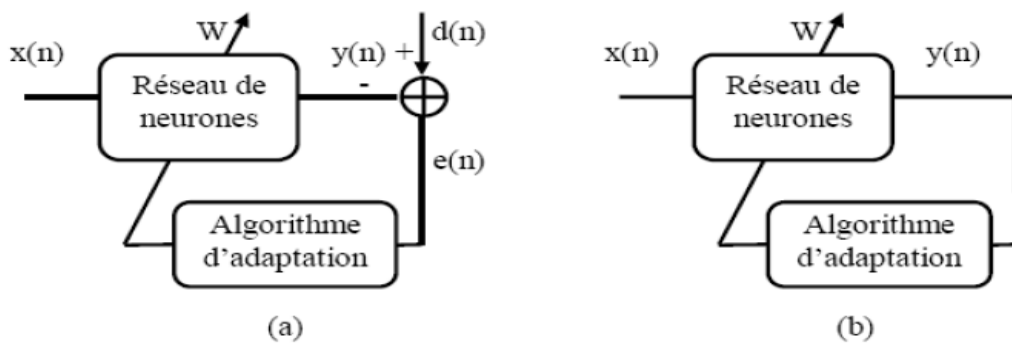 W
x(n)
Réseau de
neurones
y(n) +
-
d(n)
e(n)
Algorithme
d'adaptation
(a)
W
x(n)
Réseau de
neurones
y(n)
Algorithme
d'adaptation
(b)